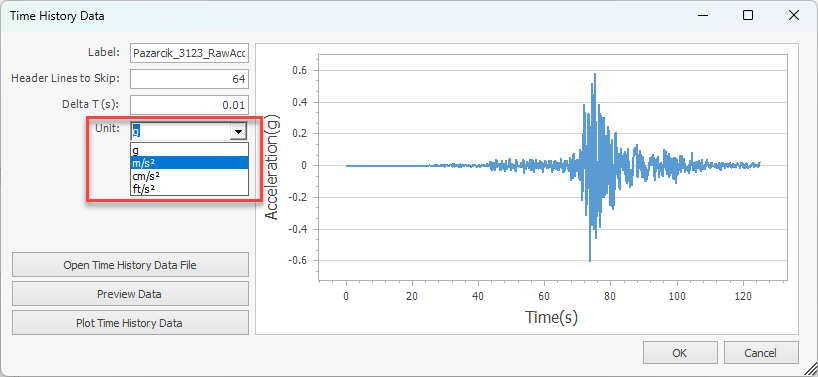 Time History Data
Label: Pazarcik_3123_RawAcc
Header Lines to Skip: 64
Delta T (s): 0.01
Unit: g
g
m/s²
cm/s²
ft/s²
Open Time History Data File
Preview Data
Plot Time History Data
Acceleration(g)
0.6
0.4
0.2
0
-0.2
-0.4
-0.6
0 20 40 60 80 100 120
Time(s)
OK Cancel